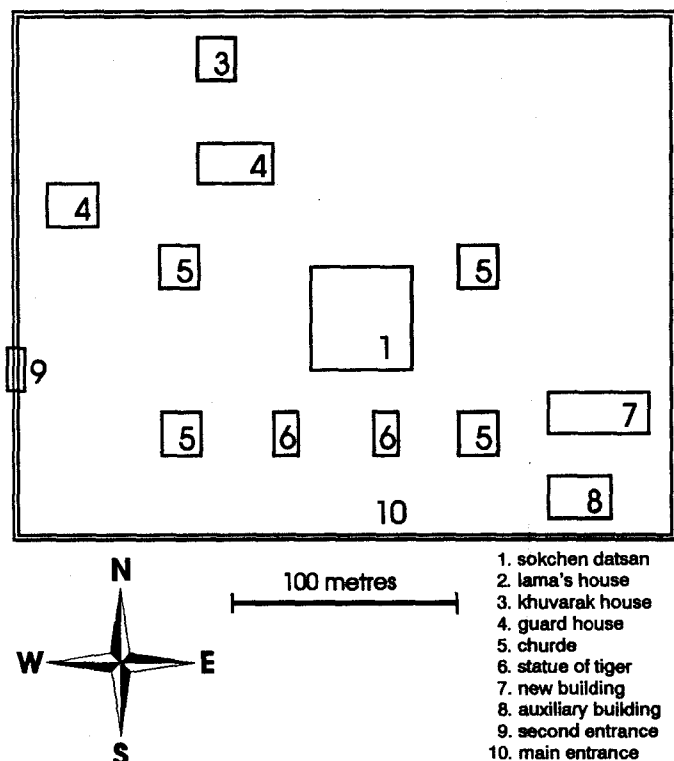 3
4
4
5
5
1
9
7
5
6
6
5
8
10
N
100 metres
W
E
S
1. sokchen datsan
2. lama's house
3. khuvarak house
4. guard house
5. churde
6. statue of tiger
7. new building
8. auxiliary building
9. second entrance
10. main entrance